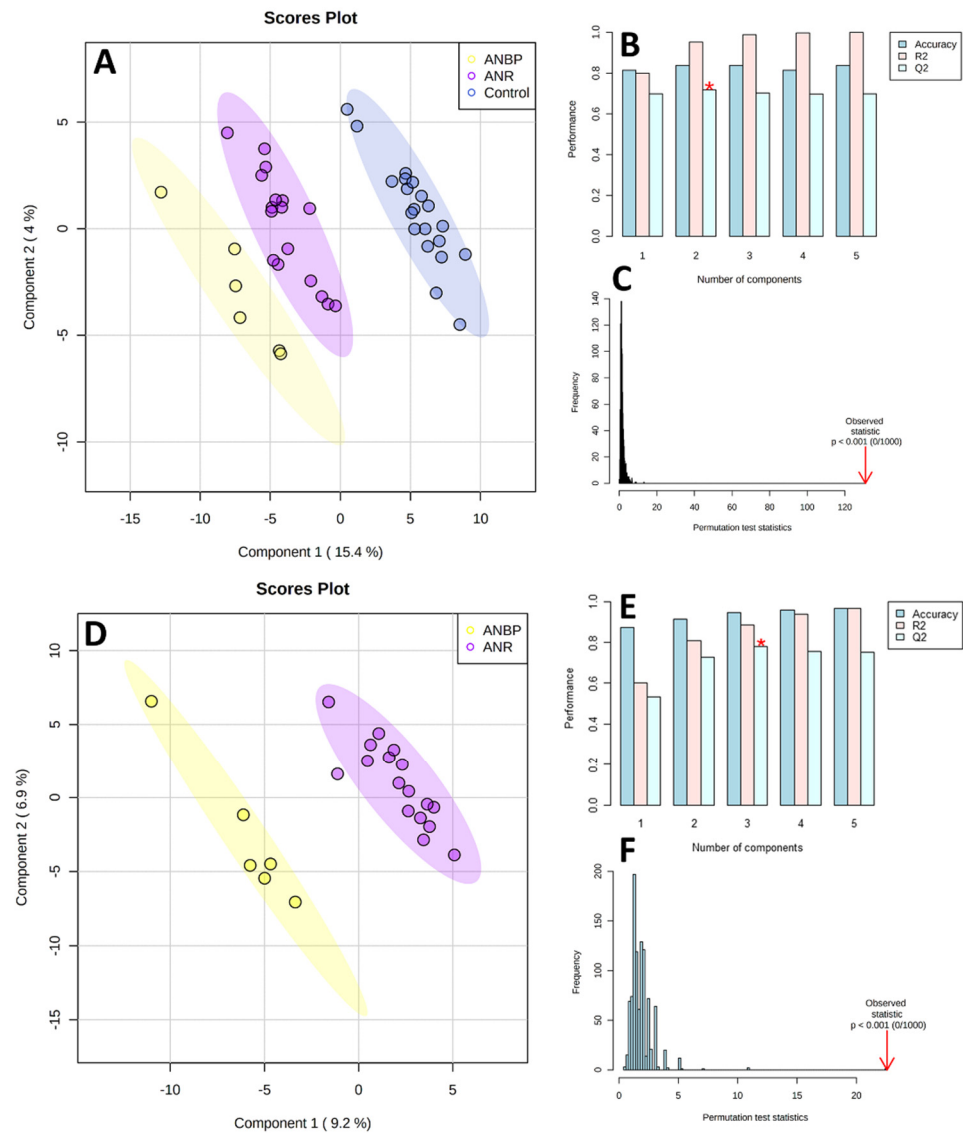 Scores Plot
A
ANBP
ANR
Control
5
0
-5
-10
Component 2 ( 4 %)
-15
-10
-5
0
5
10
Component 1 ( 15.4 %)
B
Accuracy
R2
Q2
*
1.0
0.8
0.6
0.4
0.2
0.0
Performance
1
2
3
4
5
Number of components
C
140
120
100
80
60
40
20
0
Frequency
Observed
statistic
p < 0.001 (0/1000)
0
20
40
60
80
100
120
Permutation test statistics
Scores Plot
D
ANBP
ANR
10
5
0
-5
-10
-15
Component 2 ( 6.9 %)
-10
-5
0
5
Component 1 ( 9.2 %)
E
Accuracy
R2
Q2
*
1.0
0.8
0.6
0.4
0.2
0.0
Performance
1
2
3
4
5
Number of components
F
200
150
100
50
0
Frequency
Observed
statistic
p < 0.001 (0/1000)
0
5
10
15
20
Permutation test statistics